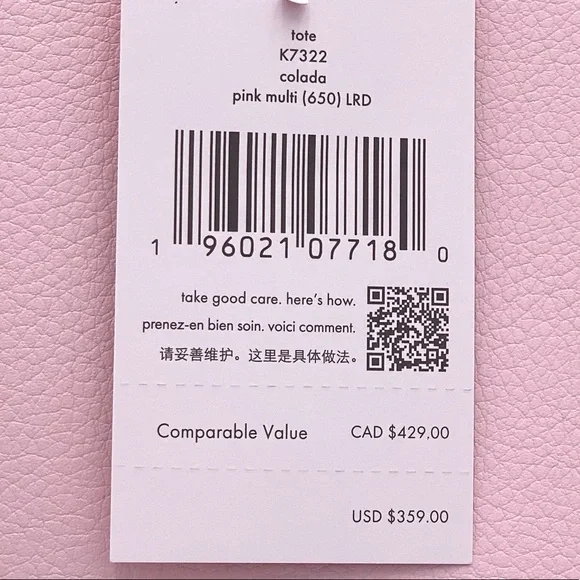 tote
K7322
colada
pink multi (650) LRD
1 96021 07718 0
take good care. here's how.
prenez-en bien soin. voici comment.
请妥善维护。这里是具体做法。
Comparable Value CAD $429.00
USD $359.00